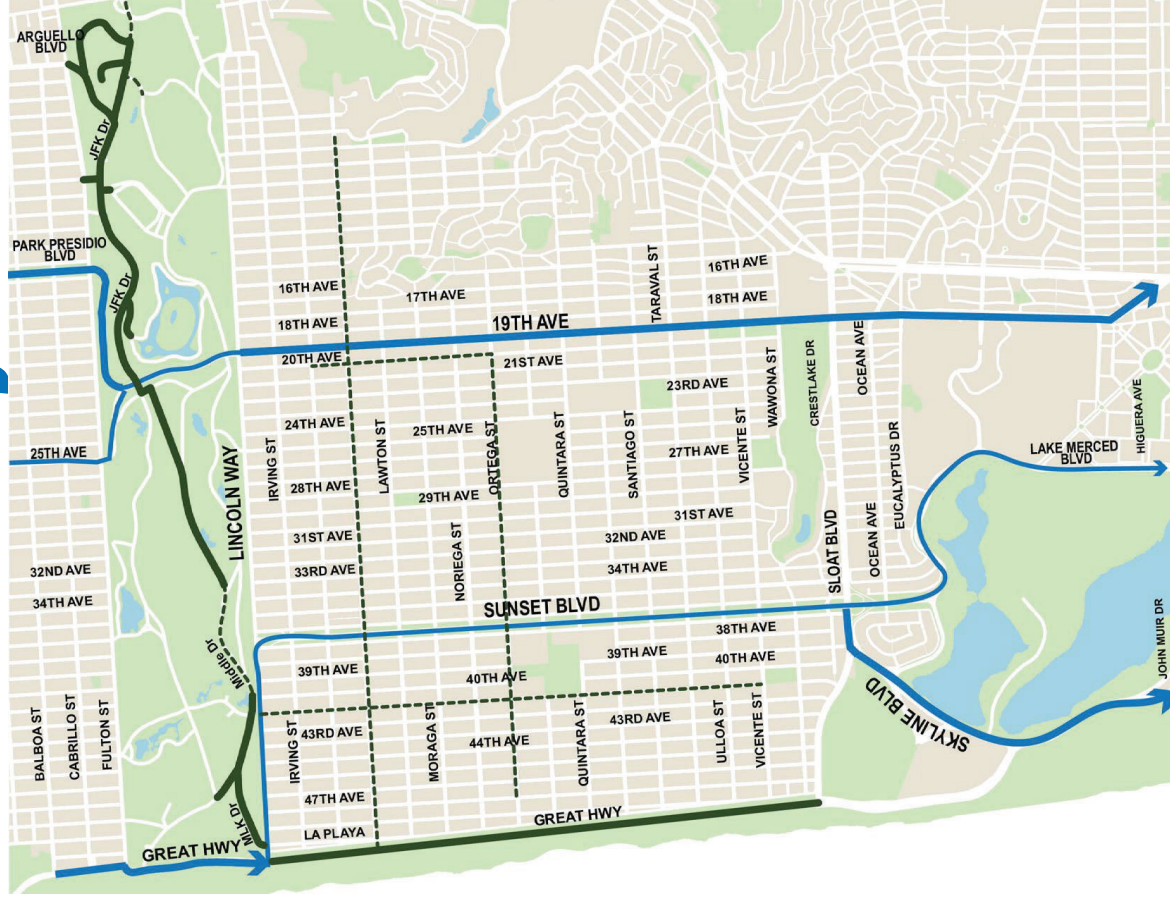 ARGUELLO
BLVD
JFK Dr
PARK PRESIDIO
BLVD
JFK Dr
16TH AVE
17TH AVE
TARAVAL ST
16TH AVE
18TH AVE
18TH AVE
19TH AVE
20TH AVE
21ST AVE
23RD AVE
WAWONA ST
CRESTLAKE DR
OCEAN AVE
HIGUERA AVE
24TH AVE
25TH AVE
25TH AVE
27TH AVE
LAKE MERCED
BLVD
LINCOLN WAY
IRVING ST
LAWTON ST
ORTEGA ST
QUINTARA ST
SANTIAGO ST
VICENTE ST
EUCALYPTUS DR
28TH AVE
29TH AVE
31ST AVE
31ST AVE
32ND AVE
33RD AVE
34TH AVE
NORIEGA ST
SLOAT BLVD
OCEAN AVE
32ND AVE
34TH AVE
SUNSET BLVD
38TH AVE
Middle Dr
39TH AVE
40TH AVE
39TH AVE
40TH AVE
JOHN MUIR DR
BALBOA ST
CABRILLO ST
FULTON ST
IRVING ST
43RD AVE
MORAGA ST
44TH AVE
QUINTARA ST
43RD AVE
ULLOA ST
VICENTE ST
SKYLINE BLVD
47TH AVE
MLK Dr
LA PLAYA
GREAT HWY
GREAT HWY